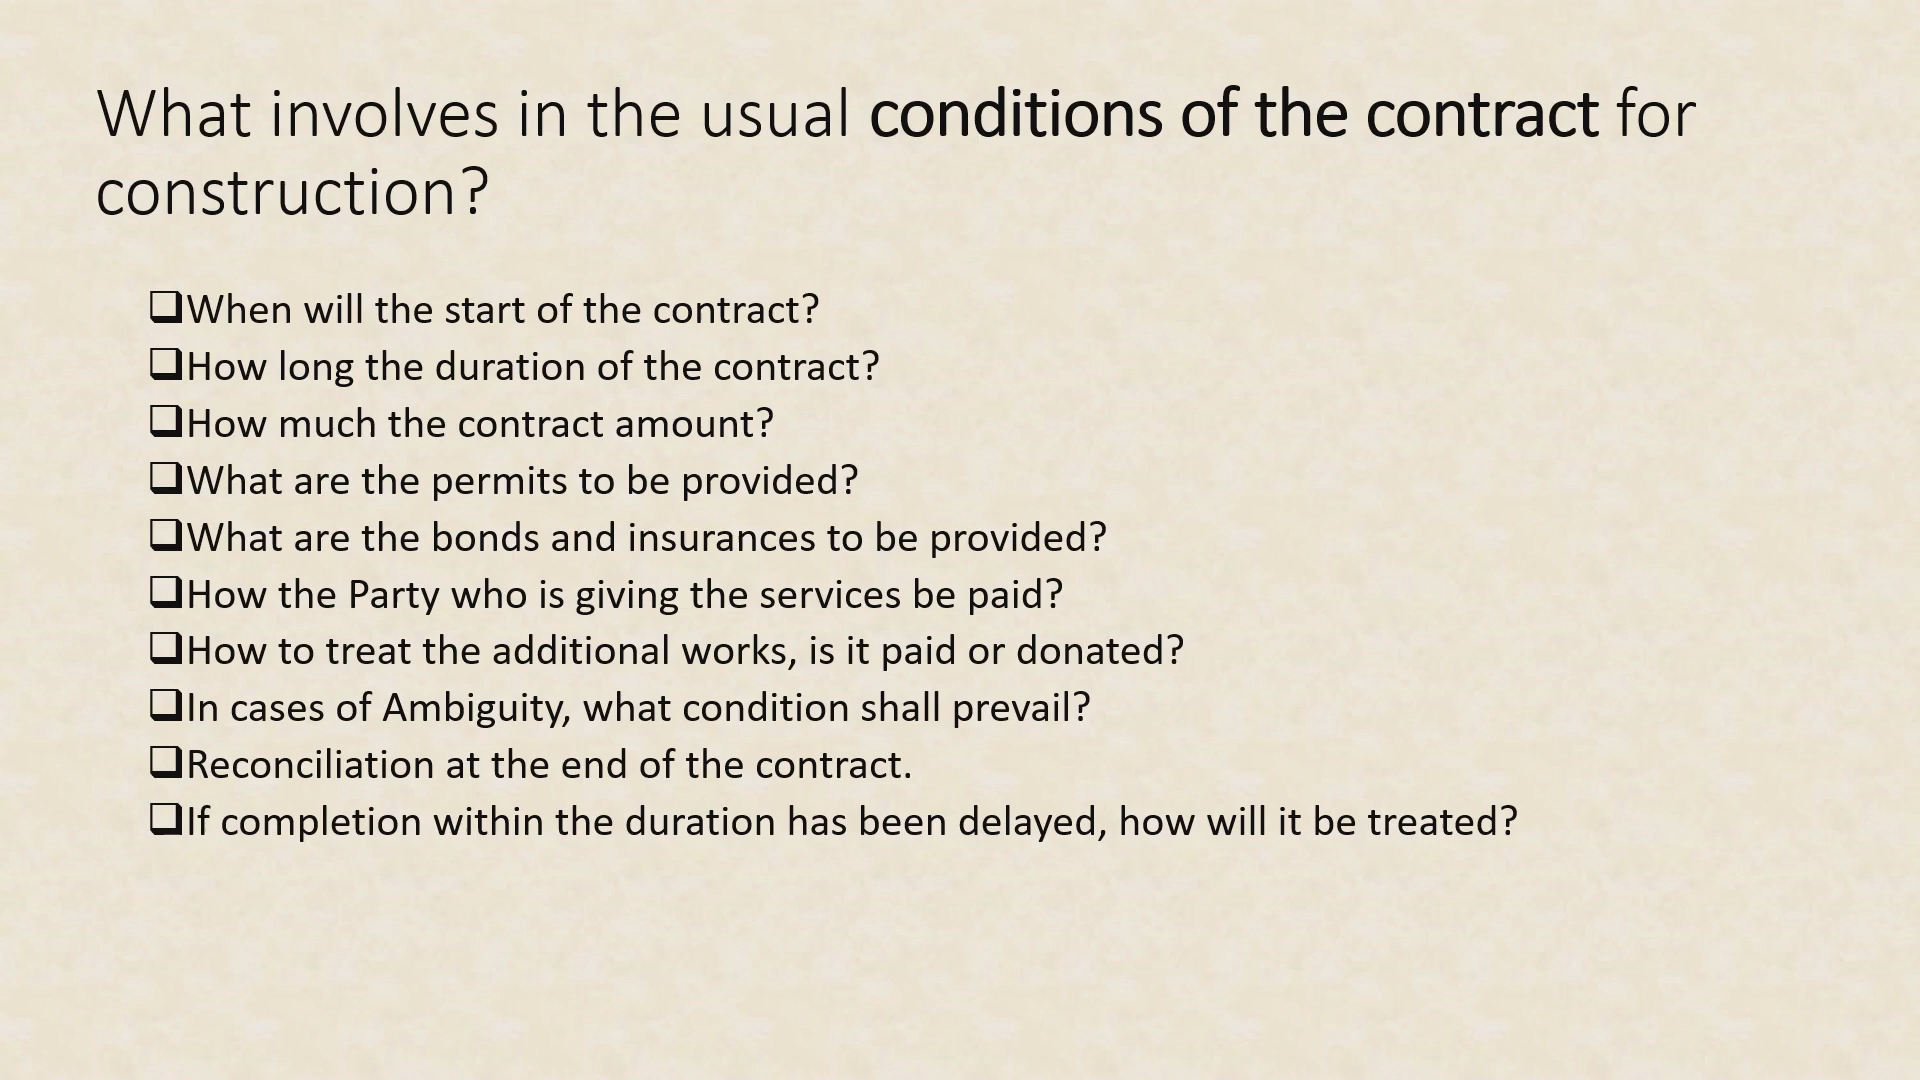 What involves in the usual conditions of the contract for
construction?
❑When will the start of the contract?
❑How long the duration of the contract?
❑How much the contract amount?
❑What are the permits to be provided?
❑What are the bonds and insurances to be provided?
❑How the Party who is giving the services be paid?
❑How to treat the additional works, is it paid or donated?
❑In cases of Ambiguity, what condition shall prevail?
❑Reconciliation at the end of the contract.
❑If completion within the duration has been delayed, how will it be treated?